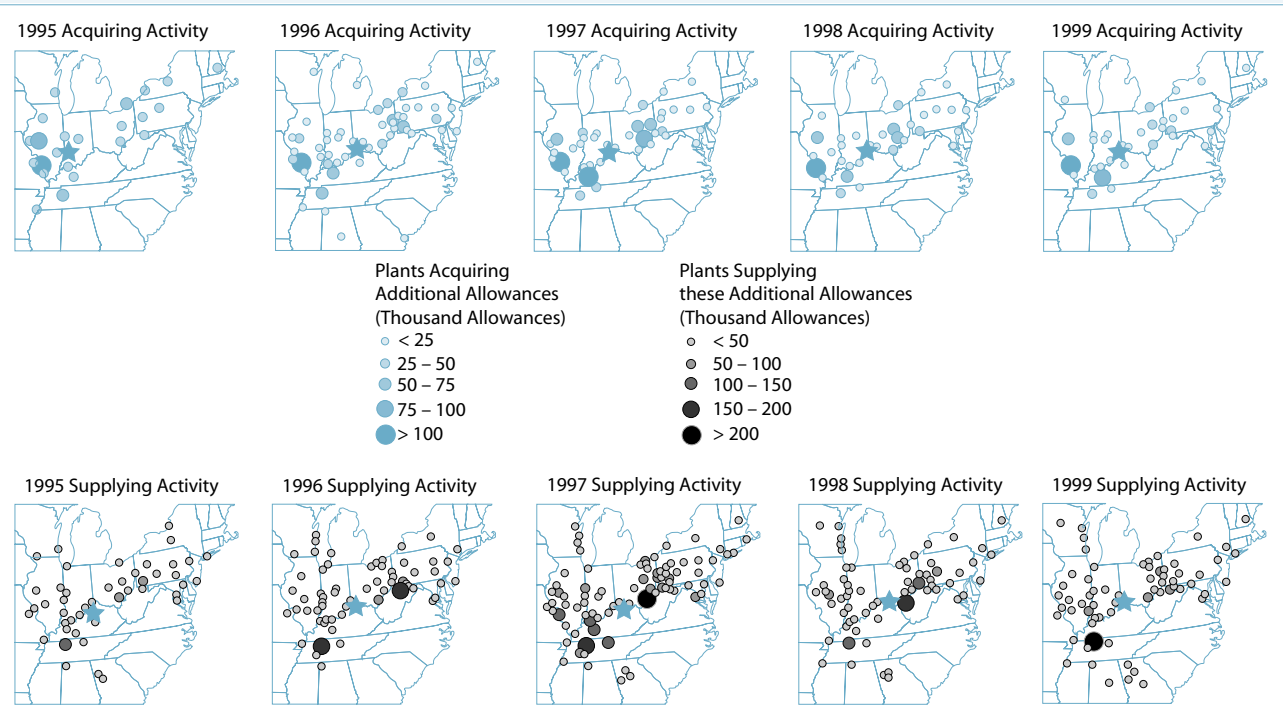 1995 Acquiring Activity
1996 Acquiring Activity
1997 Acquiring Activity
1998 Acquiring Activity
1999 Acquiring Activity
Plants Acquiring
Additional Allowances
(Thousand Allowances)
< 25
25 – 50
50 – 75
75 – 100
> 100
Plants Supplying
these Additional Allowances
(Thousand Allowances)
< 50
50 – 100
100 – 150
150 – 200
> 200
1995 Supplying Activity
1996 Supplying Activity
1997 Supplying Activity
1998 Supplying Activity
1999 Supplying Activity